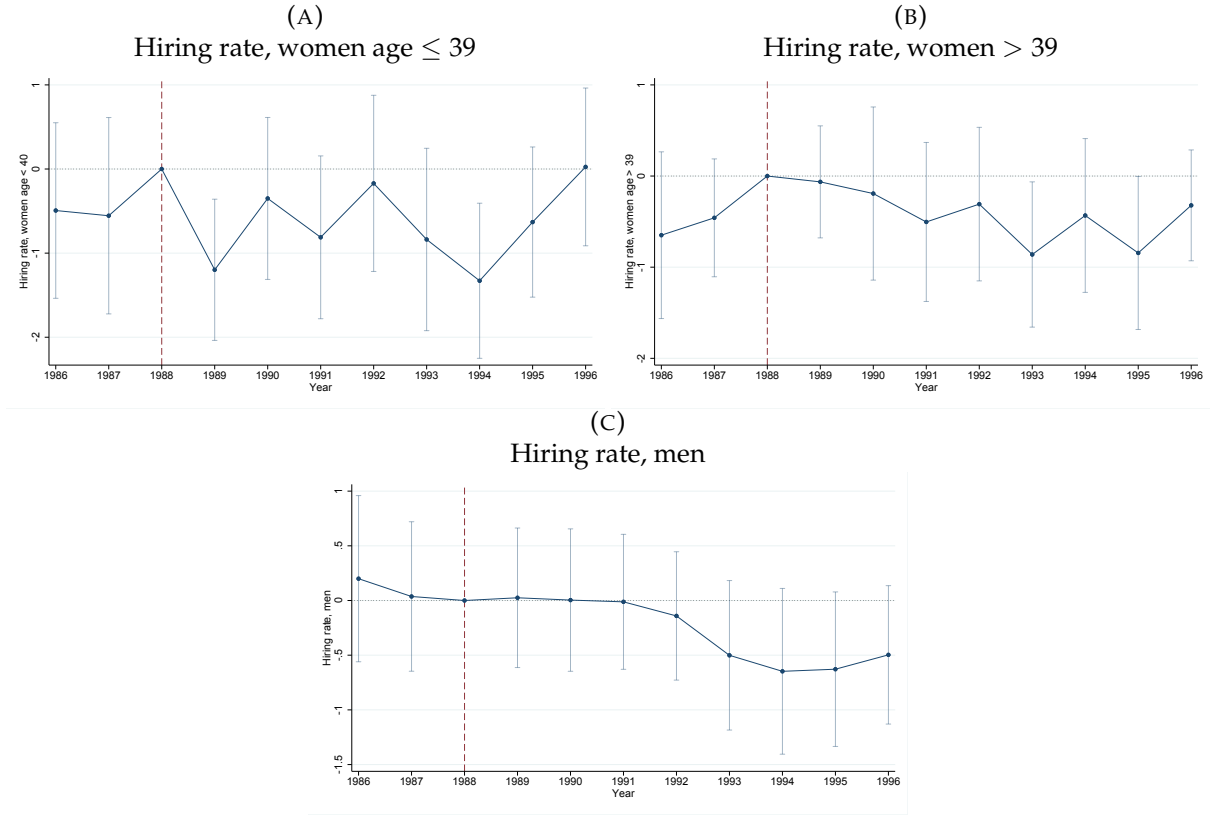 (A)
Hiring rate, women age ≤ 39
Hiring rate, women age < 40
1
0
-1
-2
1986 1987 1988 1989 1990 1991 1992 1993 1994 1995 1996
Year
(B)
Hiring rate, women > 39
Hiring rate, women age > 39
1
0
-1
-2
1986 1987 1988 1989 1990 1991 1992 1993 1994 1995 1996
Year
(C)
Hiring rate, men
Hiring rate, men
1
.5
0
-.5
-1
-1.5
1986 1987 1988 1989 1990 1991 1992 1993 1994 1995 1996
Year